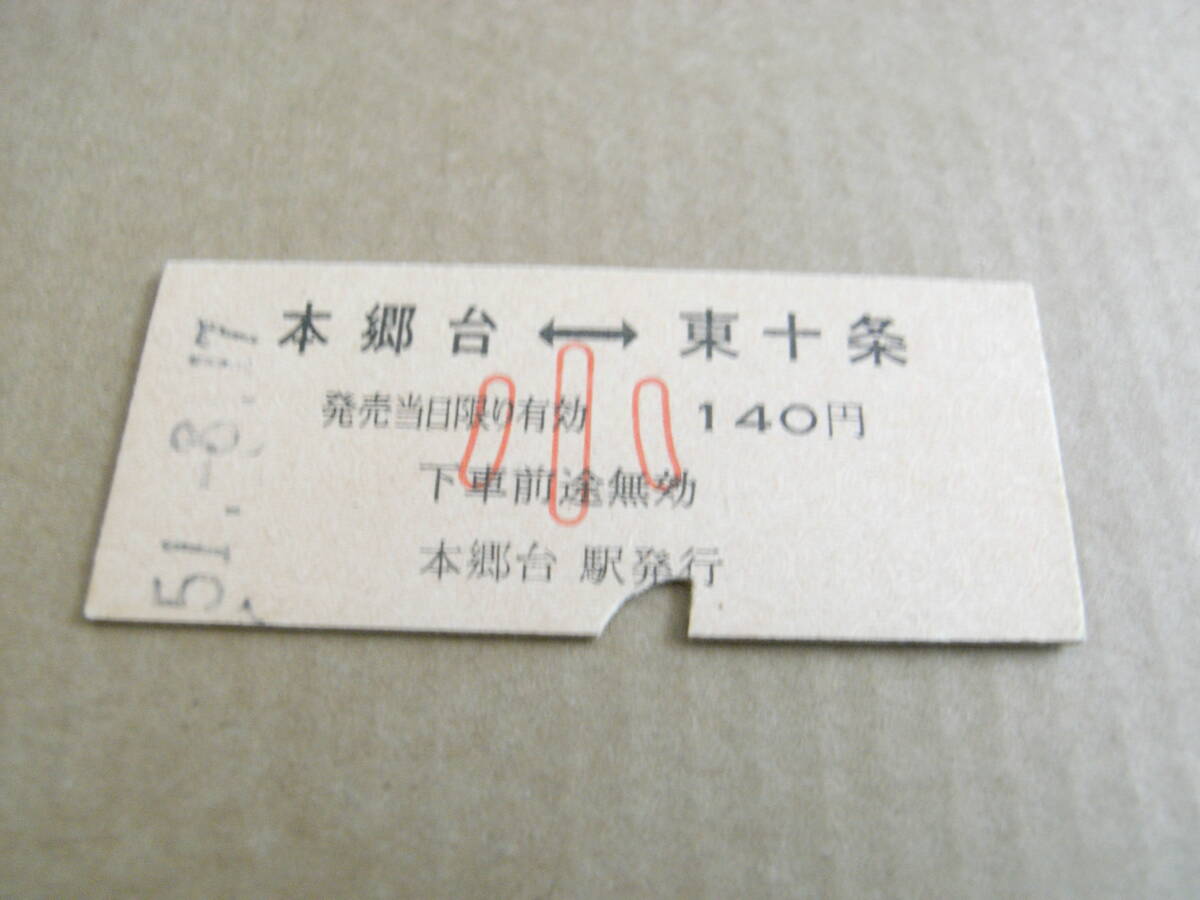 本郷台↔東十条
発売当日限り有効 140円
下車前途無効
本郷台 駅発行
小
51.-8.17